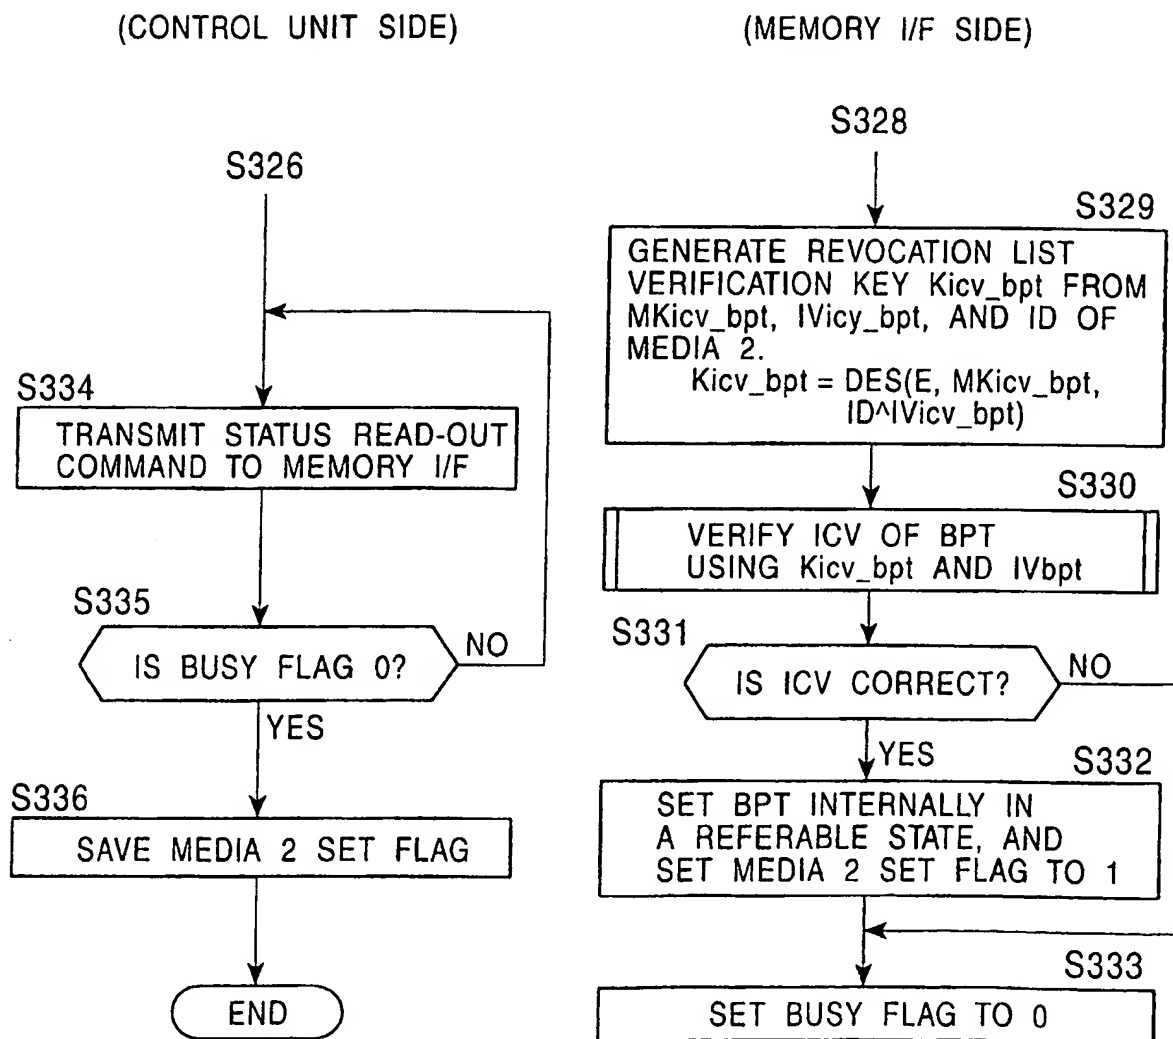 (CONTROL UNIT SIDE)
(MEMORY I/F SIDE)
S326
S334
TRANSMIT STATUS READ-OUT
COMMAND TO MEMORY I/F
S335
IS BUSY FLAG 0?
NO
YES
S336
SAVE MEDIA 2 SET FLAG
END
S328
S329
GENERATE REVOCATION LIST
VERIFICATION KEY Kicv_bpt FROM
MKicv_bpt, IVicy_bpt, AND ID OF
MEDIA 2.
Kicv_bpt = DES(E, MKicv_bpt,
ID^IVicv_bpt)
S330
VERIFY ICV OF BPT
USING Kicv_bpt AND IVbpt
S331
IS ICV CORRECT?
NO
YES
S332
SET BPT INTERNALLY IN
A REFERABLE STATE, AND
SET MEDIA 2 SET FLAG TO 1
S333
SET BUSY FLAG TO 0